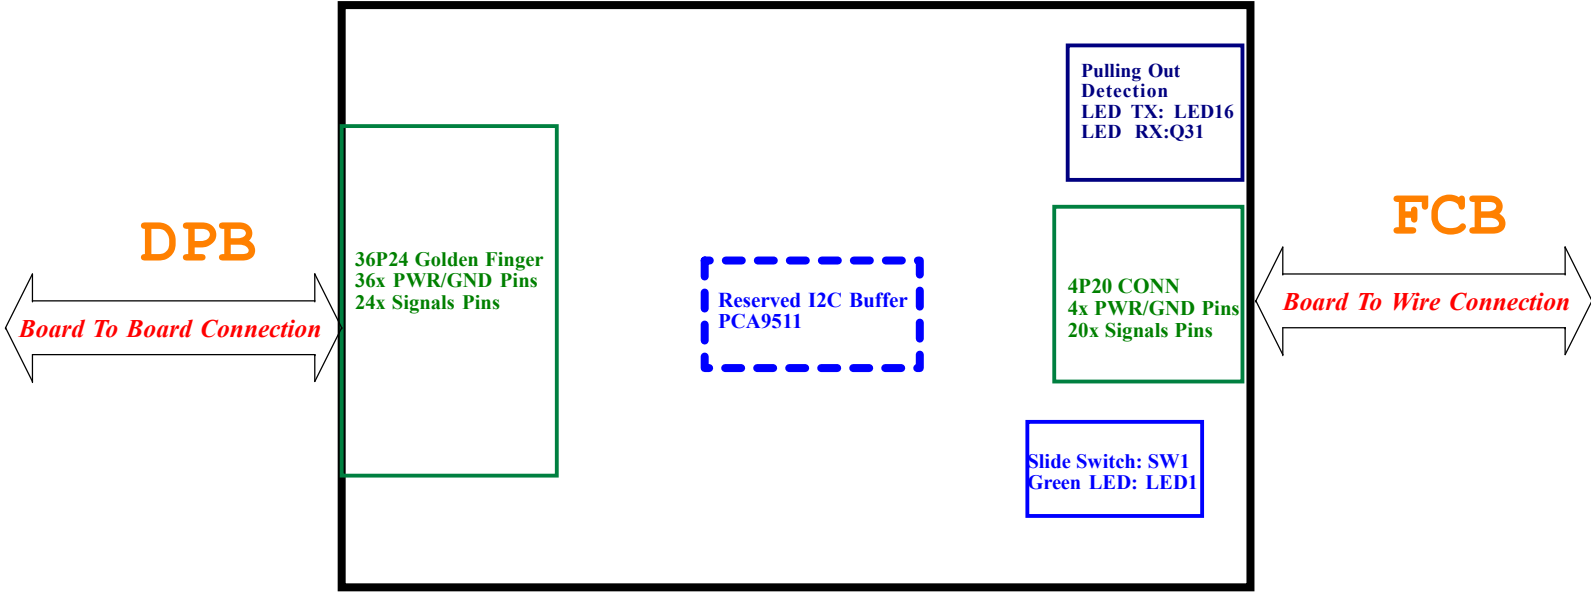 DPB
Board To Board Connection
36P24 Golden Finger
36x PWR/GND Pins
24x Signals Pins
Reserved I2C Buffer
PCA9511
Pulling Out
Detection
LED TX: LED16
LED RX:Q31
4P20 CONN
4x PWR/GND Pins
20x Signals Pins
Slide Switch: SW1
Green LED: LED1
FCB
Board To Wire Connection